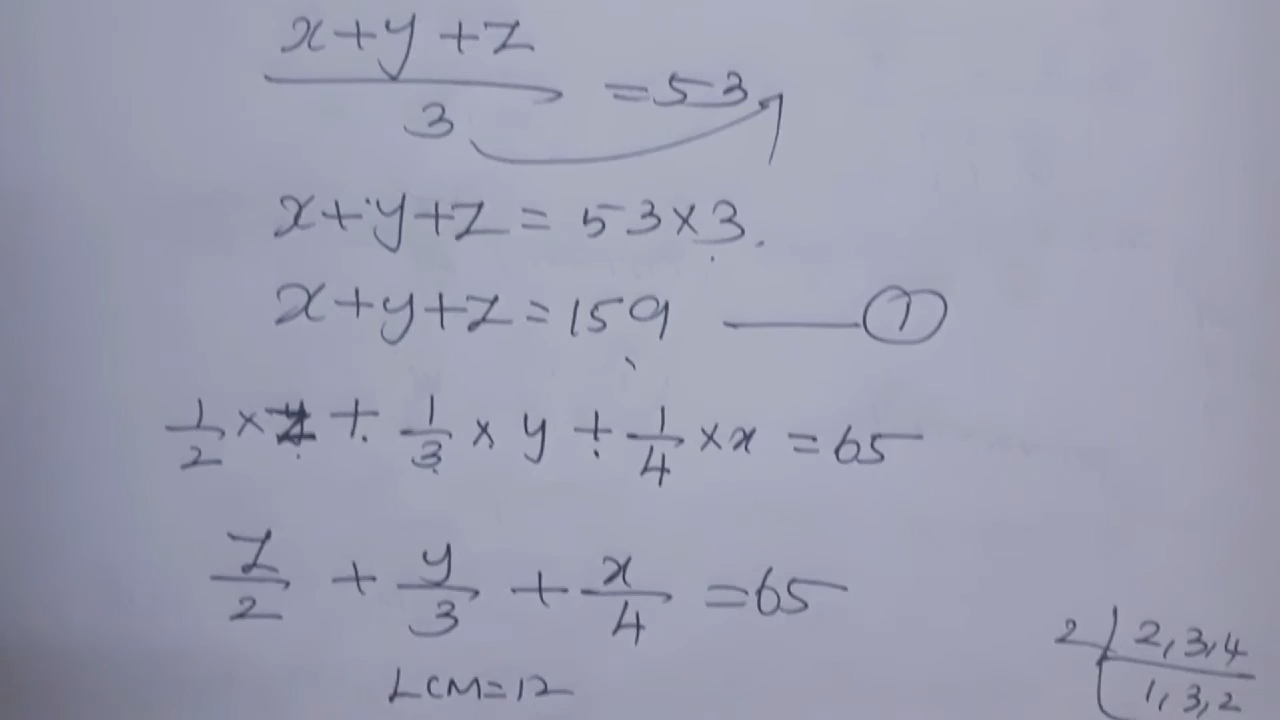 x+y+z
3
=53
x+y+z=53×3.
x+y+z=159 —— ①
1/2 ×z + 1/3 × y + 1/4 ×x =65
z/2 + y/3 + x/4 =65
LCM=12
2 | 2,3,4
1,3,2